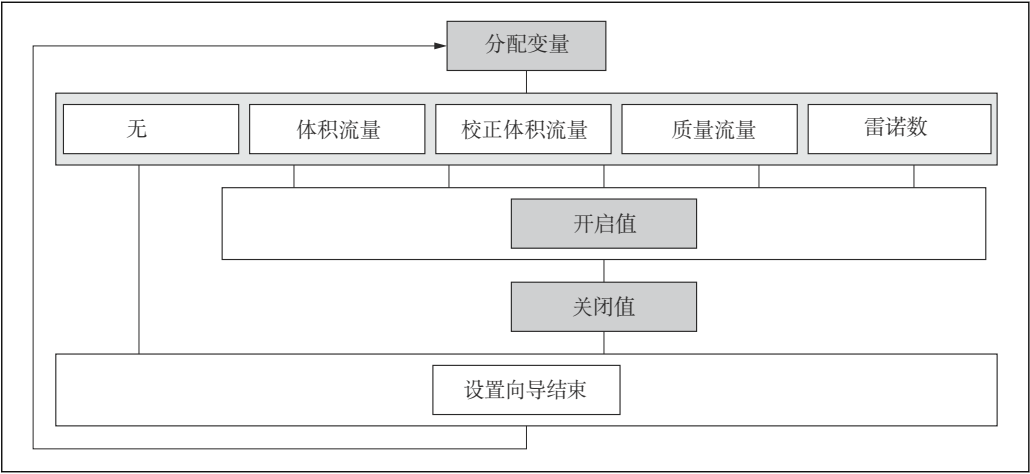 分配变量
无
体积流量
校正体积流量
质量流量
雷诺数
开启值
关闭值
设置向导结束